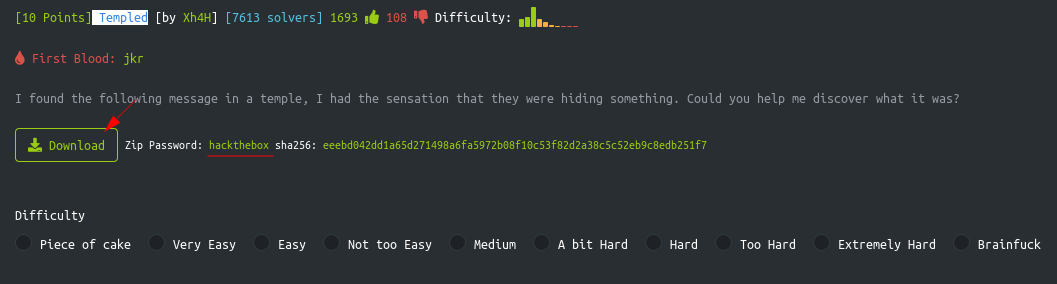 [10 Points] Templed [by Xh4H] [7613 solvers] 1693 108 Difficulty:
First Blood: jkr
I found the following message in a temple, I had the sensation that they were hiding something. Could you help me discover what it was?
Download Zip Password: hackthebox sha256: eeebd042dd1a65d271498a6fa5972b08f10c53f82d2a38c5c52eb9c8edb251f7
Difficulty
Piece of cake Very Easy Easy Not too Easy Medium A bit Hard Hard Too Hard Extremely Hard Brainfuck